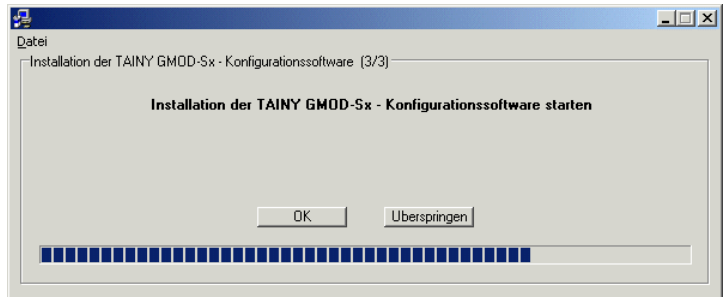 Datei
Installation der TAINY GMOD-Sx - Konfigurationssoftware (3/3)
Installation der TAINY GMOD-Sx - Konfigurationssoftware starten
OK Uberspringen